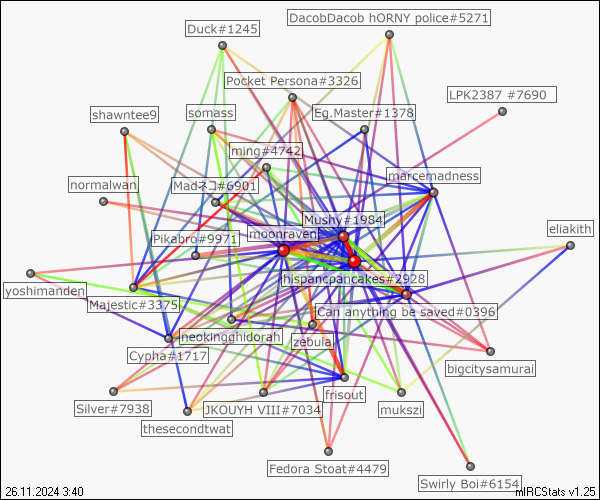 DacobDacob hORNY police#5271
Duck#1245
Pocket Persona#3326
LPK2387 #7690
shawntee9
somass
Eg.Master#1378
ming#4742
marcemadness
normalwan
Madネコ#6901
Mushy#1984
moonraven
eliakith
Pikabro#9971
hispancpancakes#2928
yoshimanden
Majestic#3375
Can anything be saved#0396
neokingghidorah
zebula
Cypha#1717
bigcitysamurai
frisout
Silver#7938
JKOUYH VIII#7034
mukszi
thesecondtwat
Fedora Stoat#4479
Swirly Boi#6154
26.11.2024 3:40
mIRCStats v1.25